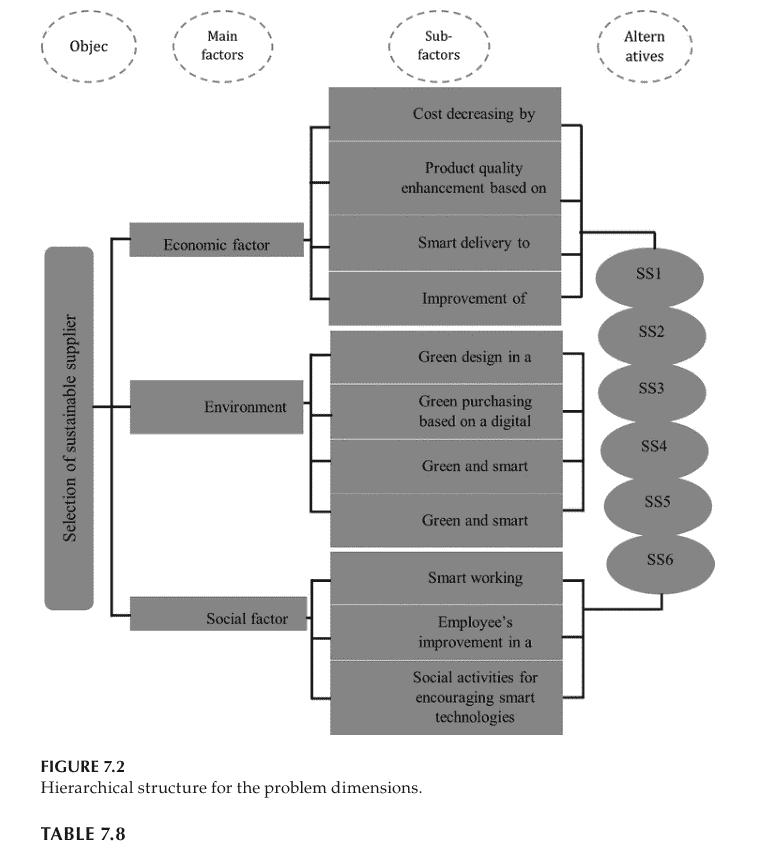 Objec
Main
factors
Sub-
factors
Altern
atives
Selection of sustainable supplier
Economic factor
Cost decreasing by
Product quality
enhancement based on
Smart delivery to
Improvement of
Environment
Green design in a
Green purchasing
based on a digital
Green and smart
Green and smart
Social factor
Smart working
Employee's
improvement in a
Social activities for
encouraging smart
technologies
SS1
SS2
SS3
SS4
SS5
SS6
FIGURE 7.2
Hierarchical structure for the problem dimensions.
TABLE 7.8